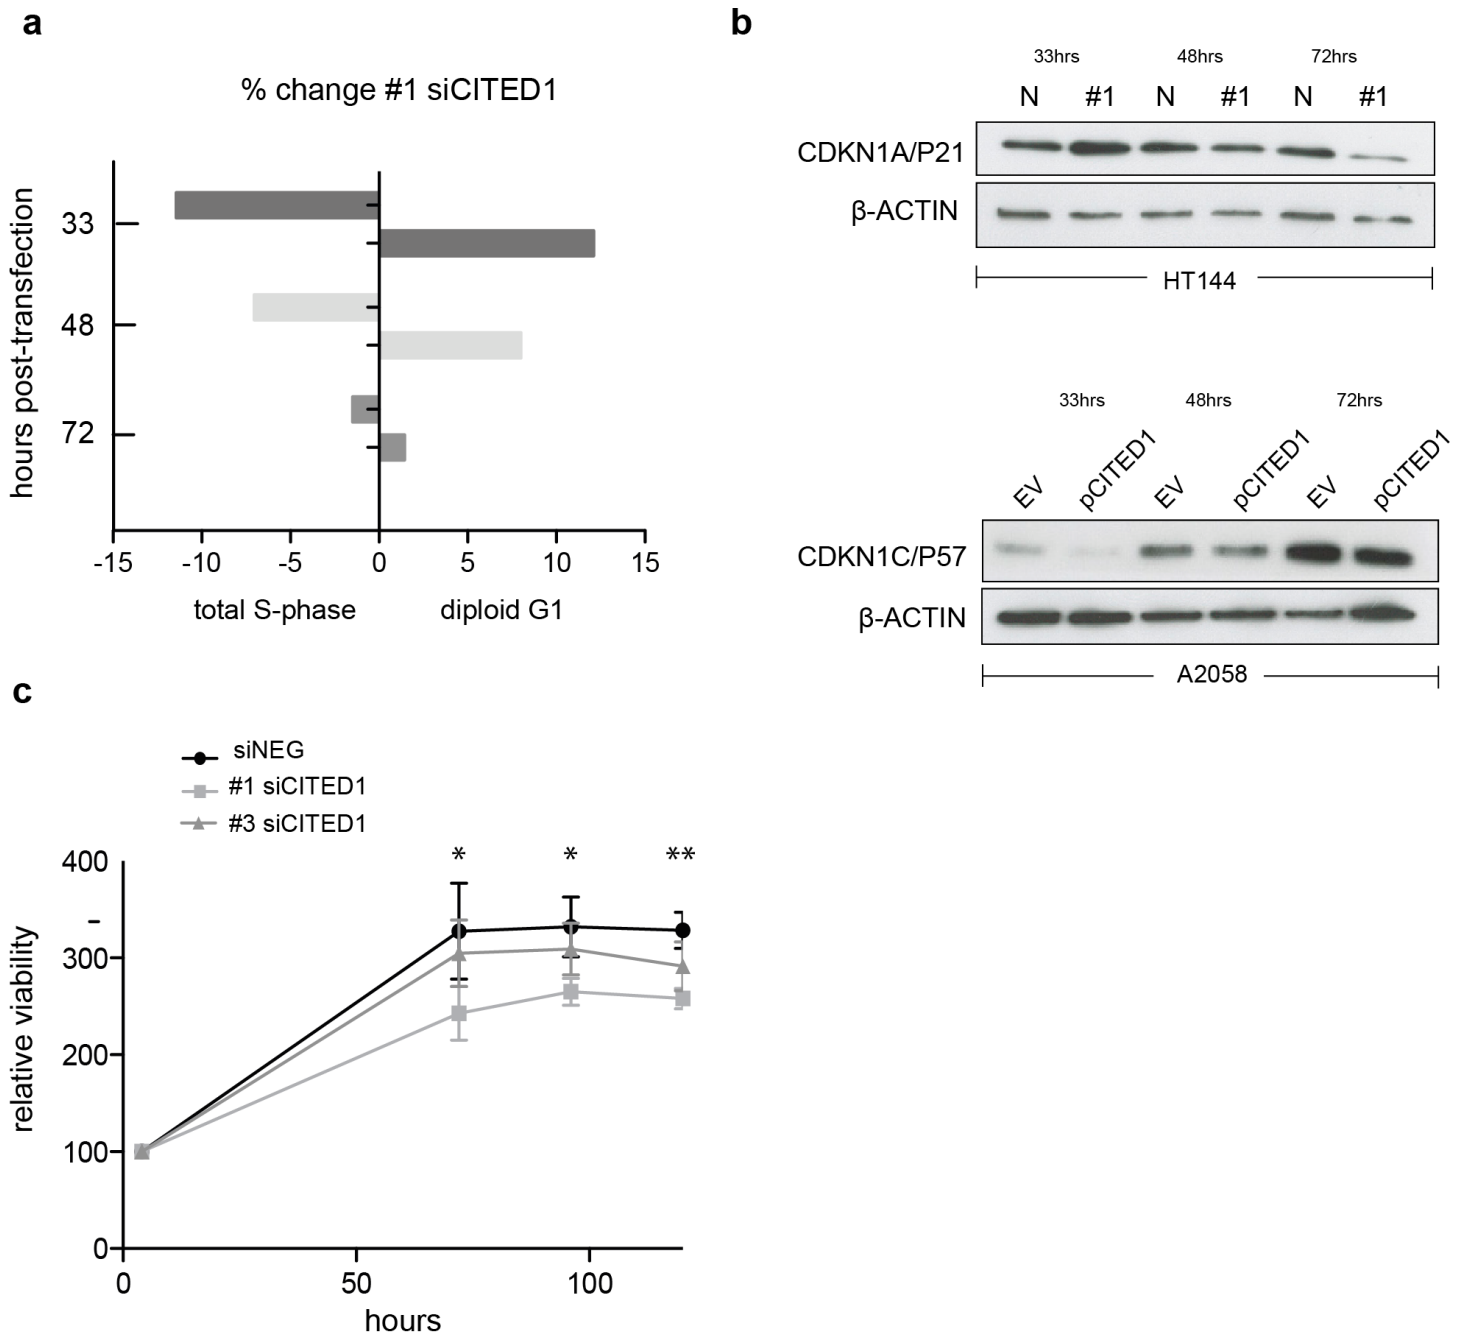 a
% change #1 siCITED1
hours post-transfection
33
48
72
-15 -10 -5 0 5 10 15
total S-phase diploid G1
b
33hrs 48hrs 72hrs
N #1 N #1 N #1
CDKN1A/P21
β-ACTIN
HT144
33hrs 48hrs 72hrs
EV pCITED1 EV pCITED1 EV pCITED1
CDKN1C/P57
β-ACTIN
A2058
c
siNEG
#1 siCITED1
#3 siCITED1
* * **
relative viability
400
300
200
100
0
0 50 100
hours